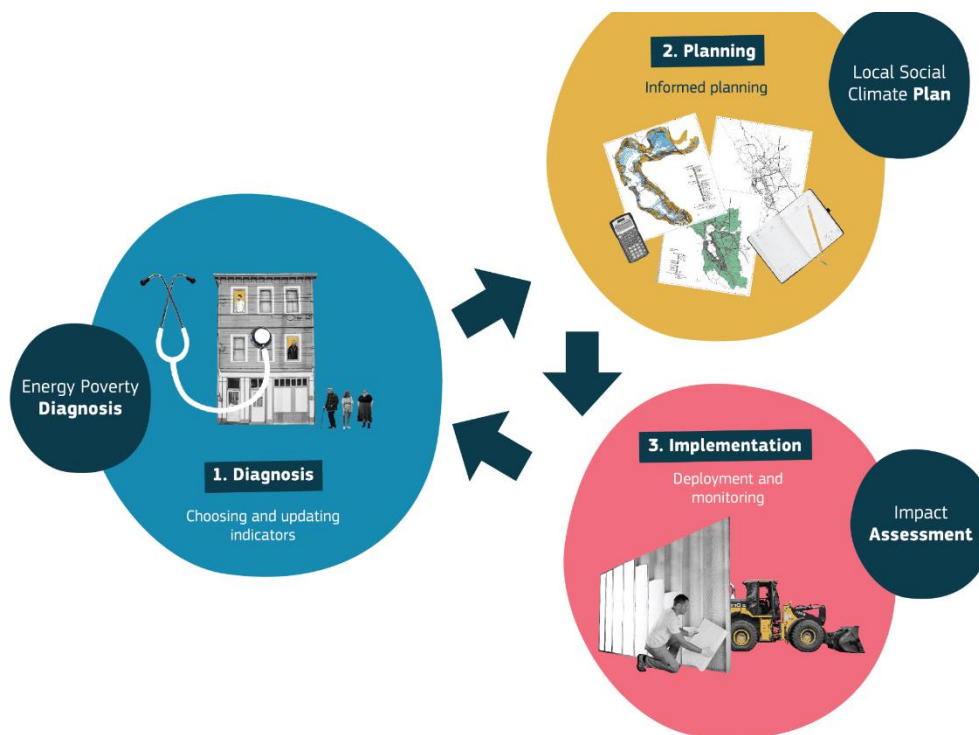 Energy Poverty
Diagnosis
1. Diagnosis
Choosing and updating
indicators
2. Planning
Informed planning
Local Social
Climate Plan
3. Implementation
Deployment and
monitoring
Impact
Assessment